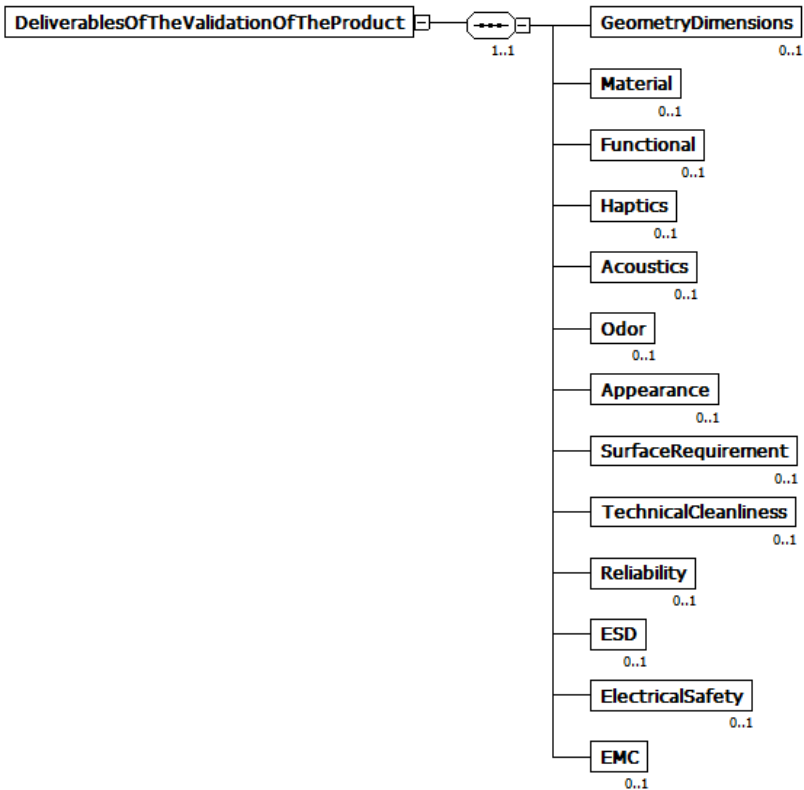 DeliverablesOfTheValidationOfTheProduct
1..1
GeometryDimensions
0..1
Material
0..1
Functional
0..1
Haptics
0..1
Acoustics
0..1
Odor
0..1
Appearance
0..1
SurfaceRequirement
0..1
TechnicalCleanliness
0..1
Reliability
0..1
ESD
0..1
ElectricalSafety
0..1
EMC
0..1